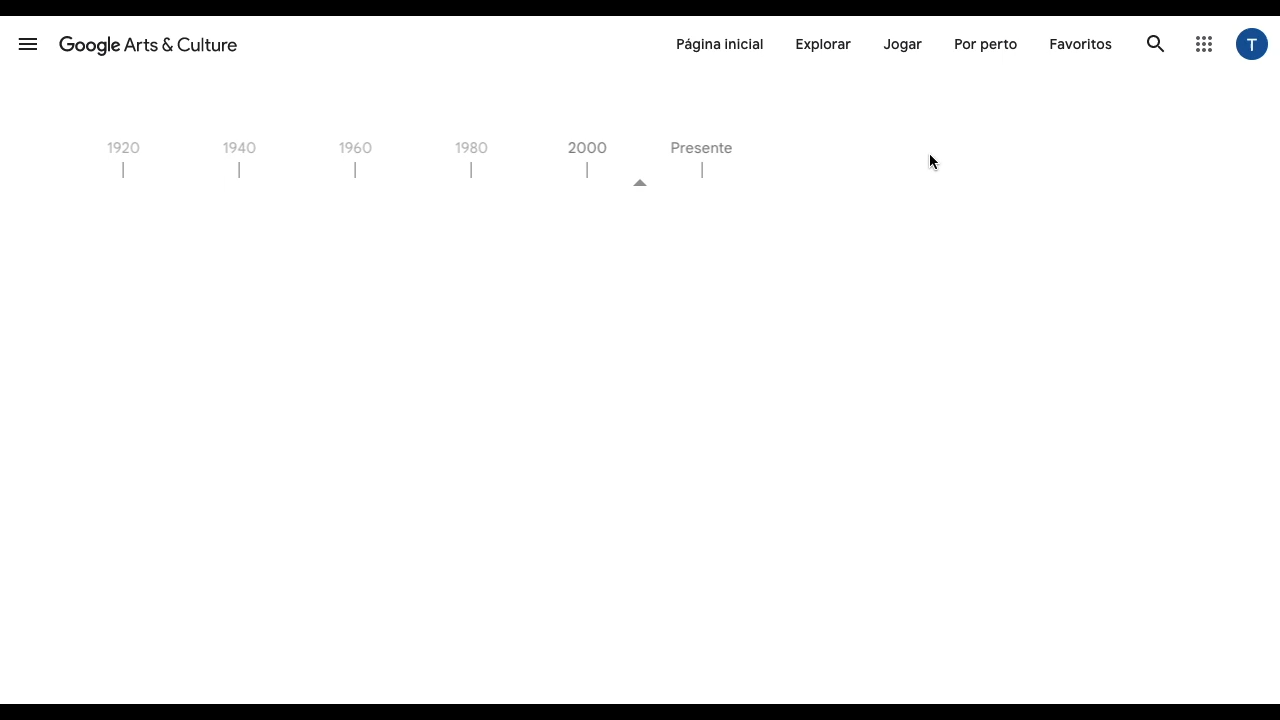 Google Arts & Culture Página inicial Explorar Jogar Por perto Favoritos T
1920 1940 1960 1980 2000 Presente